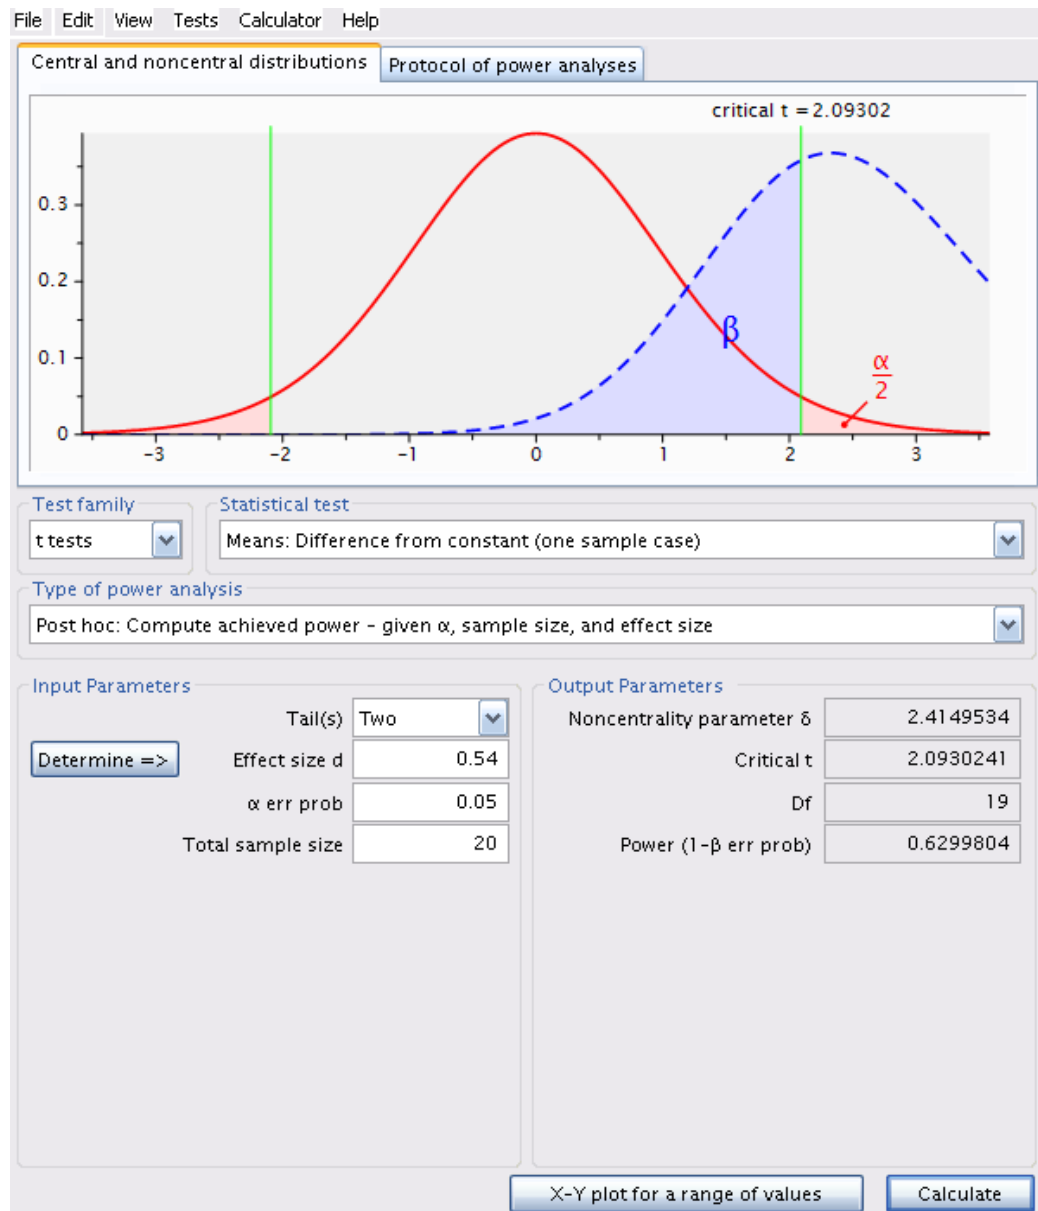 File Edit View Tests Calculator Help
Central and noncentral distributions Protocol of power analyses
critical t = 2.09302
0.3
0.2
0.1
0
β
α
2
-3 -2 -1 0 1 2 3
Test family Statistical test
t tests Means: Difference from constant (one sample case)
Type of power analysis
Post hoc: Compute achieved power – given α, sample size, and effect size
Input Parameters Output Parameters
Tail(s) Two Noncentrality parameter δ 2.4149534
Determine => Effect size d 0.54 Critical t 2.0930241
α err prob 0.05 Df 19
Total sample size 20 Power (1-β err prob) 0.6299804
X-Y plot for a range of values Calculate